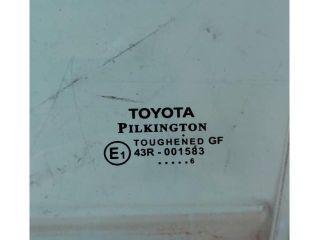 TOYOTA
PILKINGTON
TOUGHENED GF
E1 43R-001583
.....6